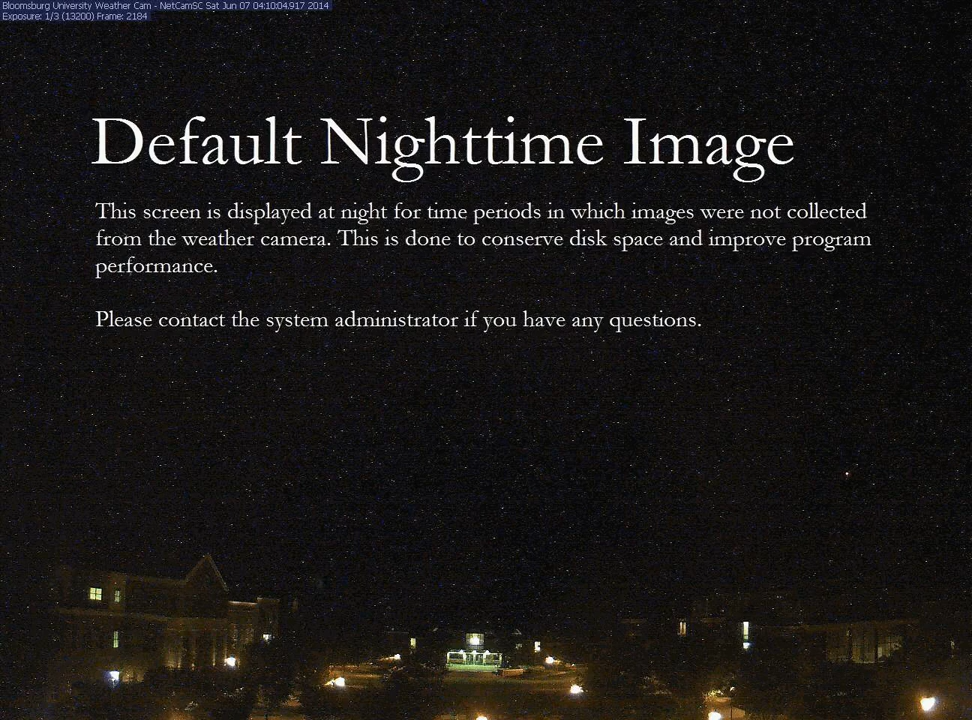 Bloomsburg University Weather Cam - NetCamSC Sat Jun 07 04:10:04.917 2014
Exposure: 1/3 (13200) Frame: 2184
Default Nighttime Image
This screen is displayed at night for time periods in which images were not collected
from the weather camera. This is done to conserve disk space and improve program
performance.
Please contact the system administrator if you have any questions.